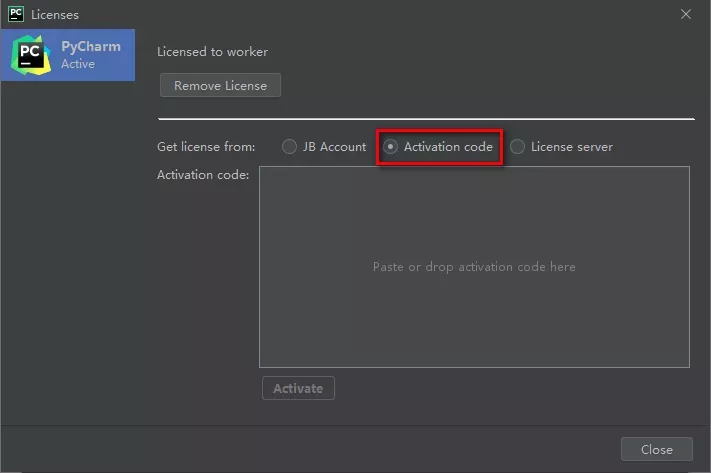 PC Licenses
PC PyCharm
Active
Licensed to worker
Remove License
Get license from: JB Account Activation code License server
Activation code:
Paste or drop activation code here
Activate
Close